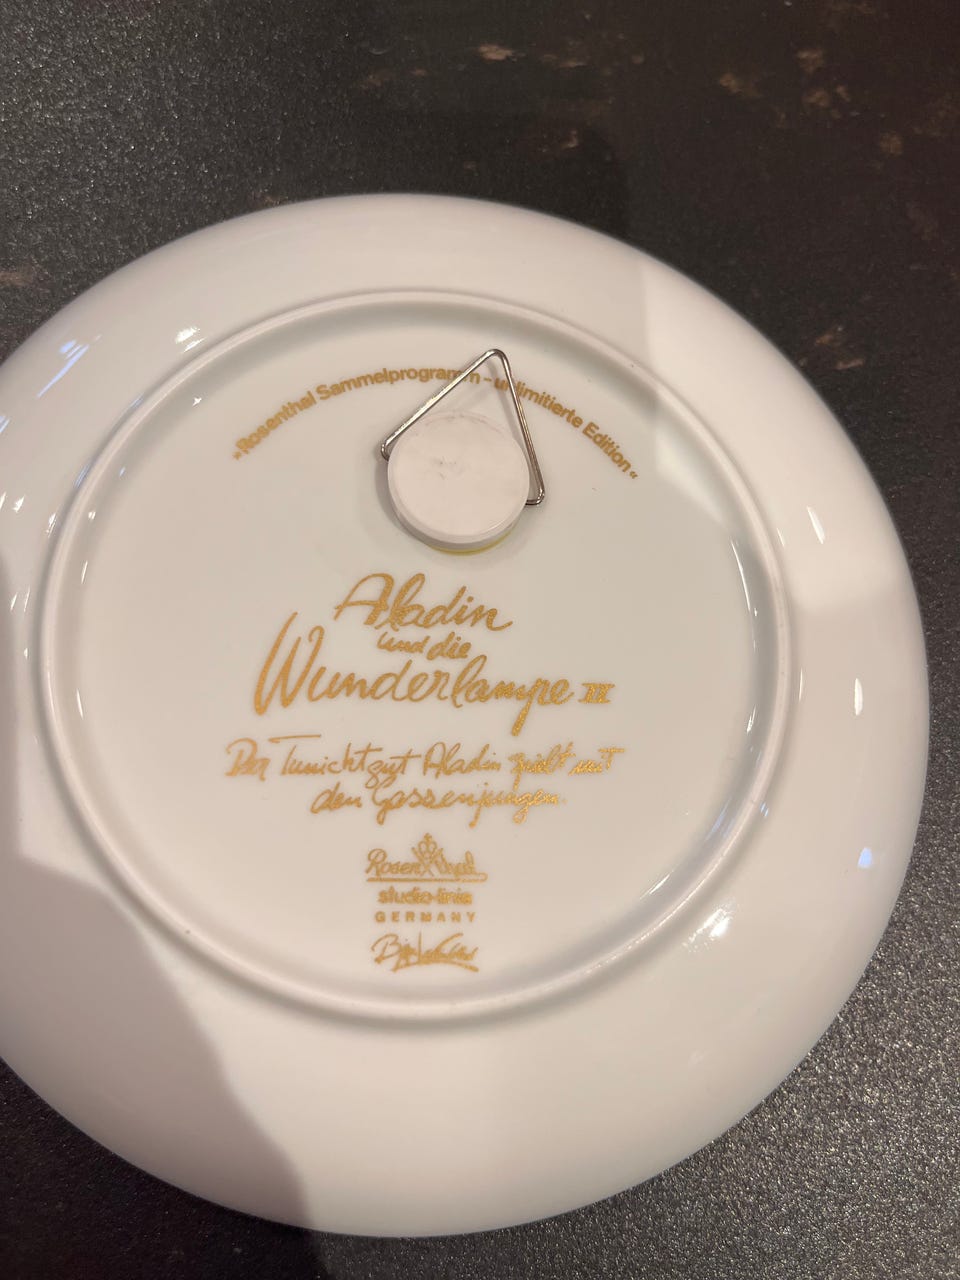 »Rosenthal Sammelprogramm – unlimitierte Edition«
Aladin
und die
Wunderlampe II
Der Tunichtgut Aladin spielt mit
den Gassenjungen.
Rosenthal
studio-linie
GERMANY